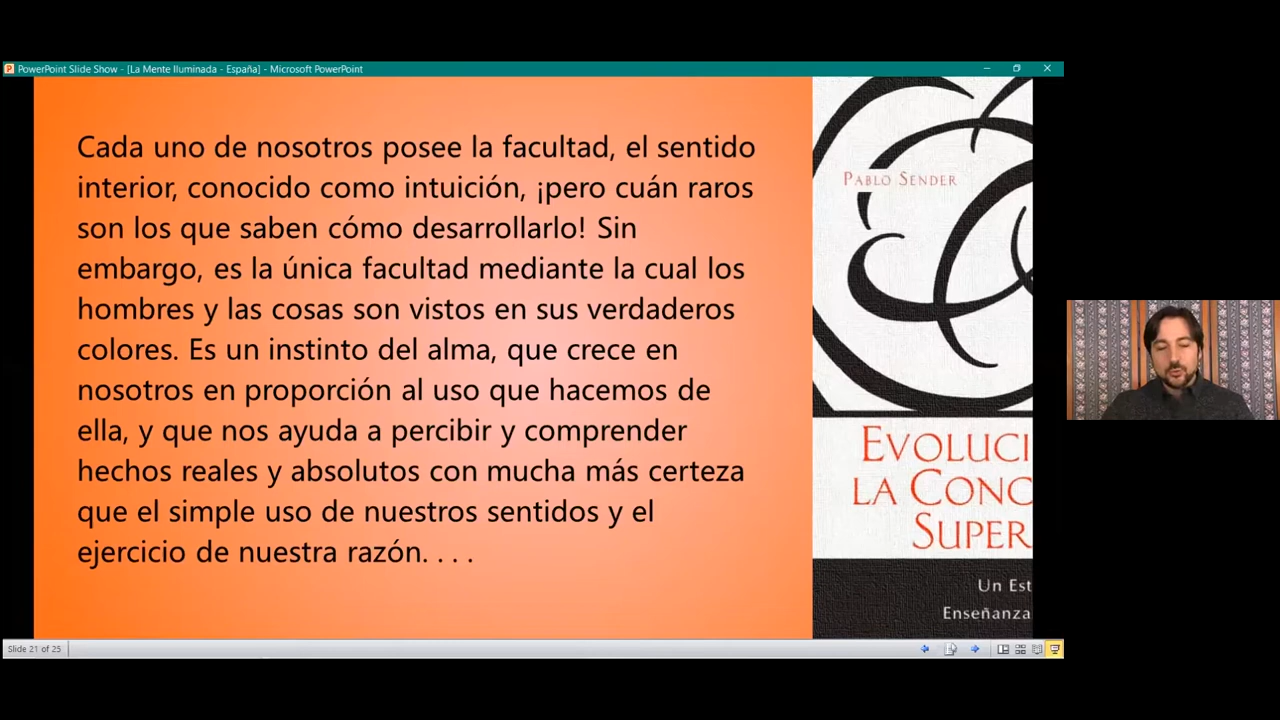 PowerPoint Slide Show - [La Mente Iluminada - España] - Microsoft PowerPoint
Cada uno de nosotros posee la facultad, el sentido
interior, conocido como intuición, ¡pero cuán raros
son los que saben cómo desarrollarlo! Sin
embargo, es la única facultad mediante la cual los
hombres y las cosas son vistos en sus verdaderos
colores. Es un instinto del alma, que crece en
nosotros en proporción al uso que hacemos de
ella, y que nos ayuda a percibir y comprender
hechos reales y absolutos con mucha más certeza
que el simple uso de nuestros sentidos y el
ejercicio de nuestra razón. . . .
Pablo Sender
Evoluci
la Conc
Super
Un Est
Enseñanza
Slide 21 of 25